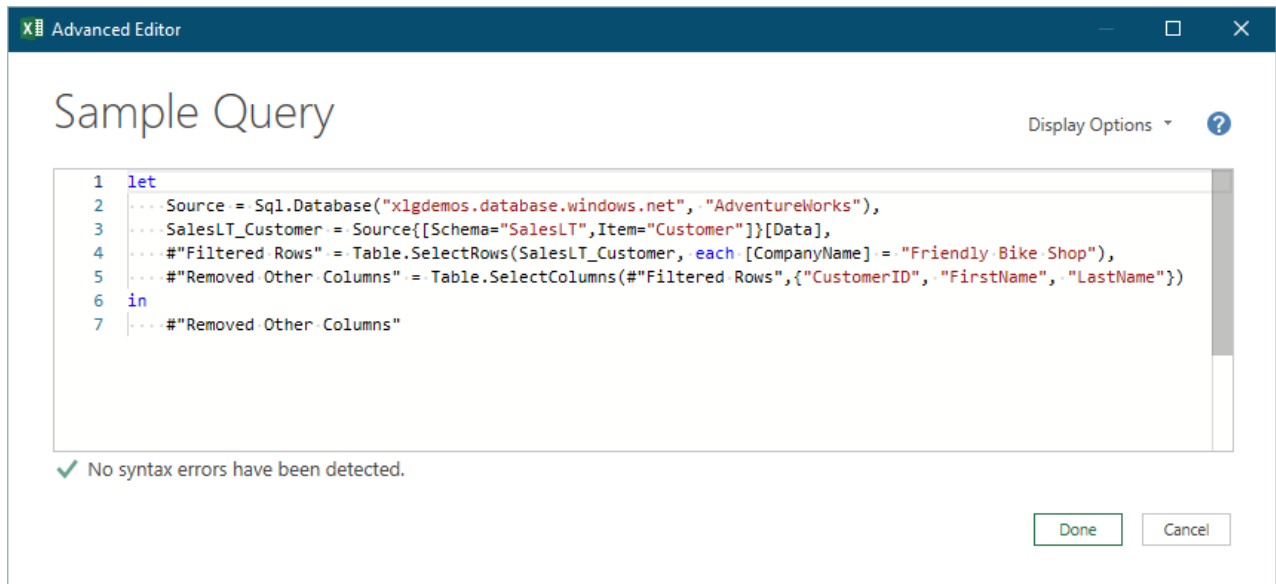 Advanced Editor
Sample Query
Display Options
1 let
2     Source = Sql.Database("xlgdemos.database.windows.net", "AdventureWorks"),
3     SalesLT_Customer = Source{[Schema="SalesLT",Item="Customer"]}[Data],
4     #"Filtered Rows" = Table.SelectRows(SalesLT_Customer, each [CompanyName] = "Friendly Bike Shop"),
5     #"Removed Other Columns" = Table.SelectColumns(#"Filtered Rows",{"CustomerID", "FirstName", "LastName"})
6 in
7     #"Removed Other Columns"
No syntax errors have been detected.
Done Cancel